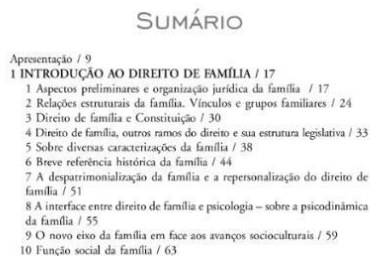 SUMÁRIO
Apresentação / 9
1 INTRODUÇÃO AO DIREITO DE FAMÍLIA / 17
1 Aspectos preliminares e organização jurídica da família / 17
2 Relações estruturais da família. Vínculos e grupos familiares / 24
3 Direito de família e Constituição / 30
4 Direito de família, outros ramos do direito e sua estrutura legislativa / 33
5 Sobre diversas caracterizações da família / 38
6 Breve referência histórica da família / 44
7 A despatrimonialização da família e a repersonalização do direito de
família / 51
8 A interface entre direito de família e psicologia – sobre a psicodinâmica
da família / 55
9 O novo eixo da família em face aos avanços socioculturais / 59
10 Função social da família / 63